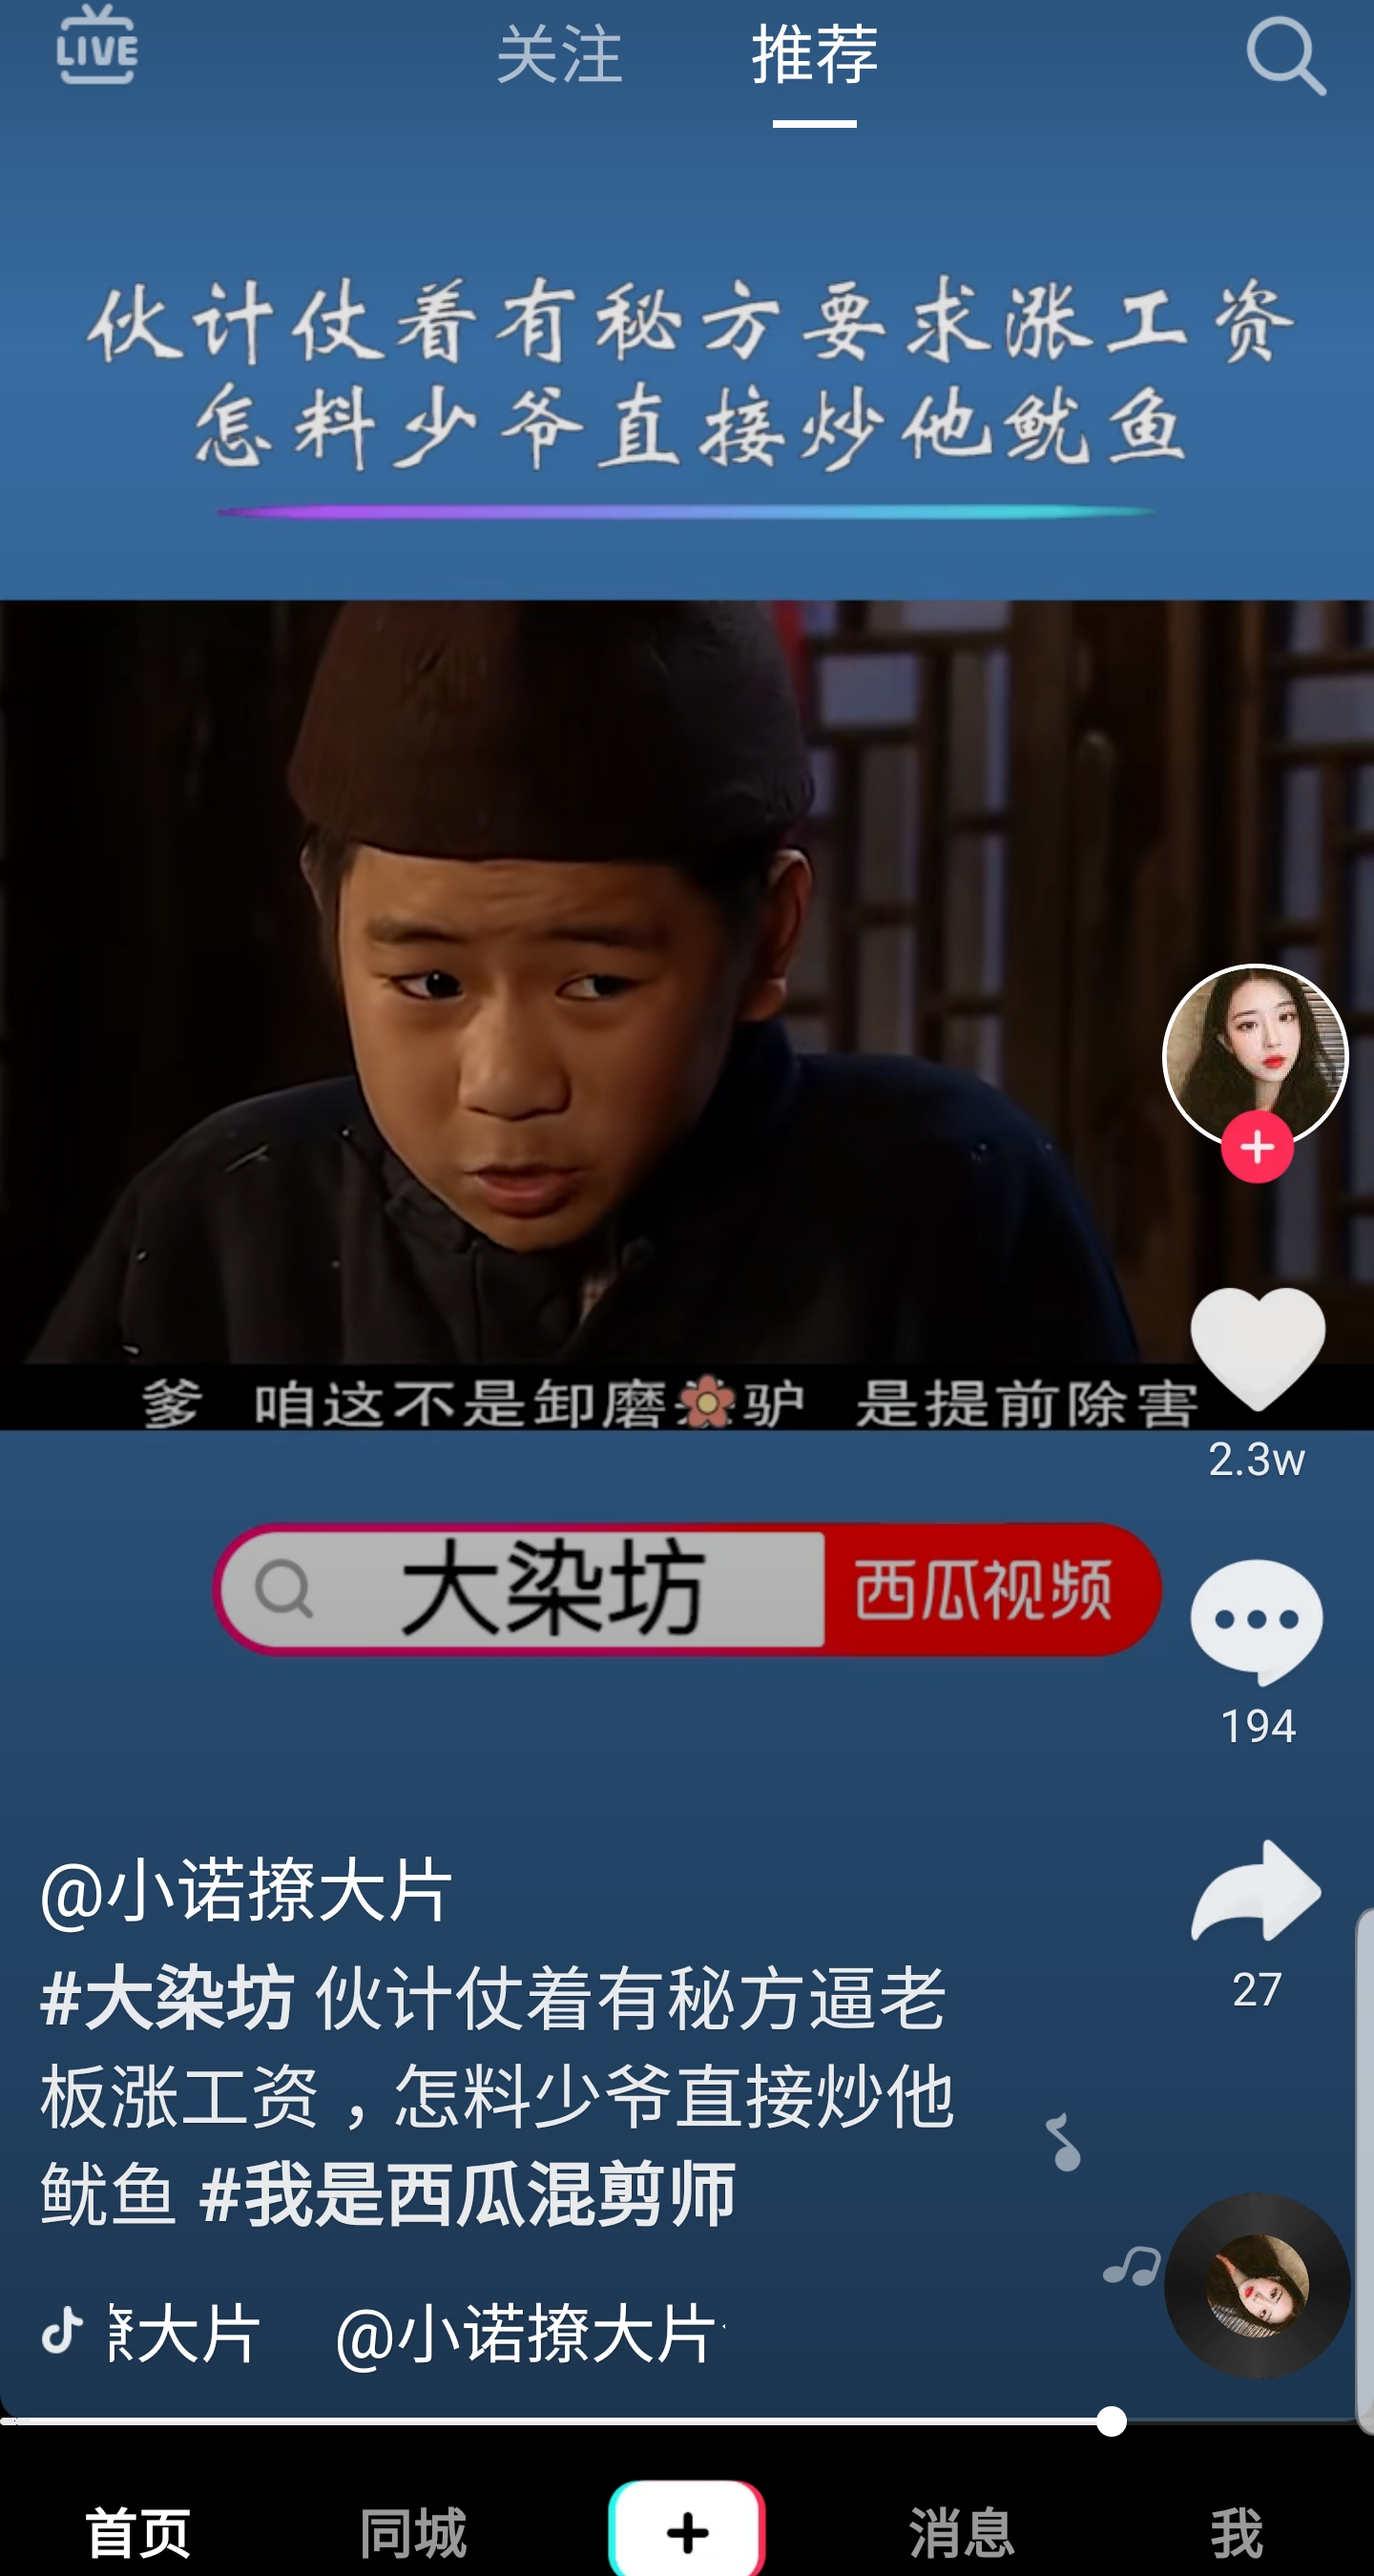 LIVE
关注
推荐
伙计仗着有秘方要求涨工资
怎料少爷直接炒他鱿鱼
爹 咱这不是卸磨 驴 是提前除害
2.3w
大染坊
西瓜视频
194
@小诺撩大片
27
#大染坊 伙计仗着有秘方逼老
板涨工资，怎料少爷直接炒他
鱿鱼 #我是西瓜混剪师
大片 @小诺撩大片
首页
同城
消息
我